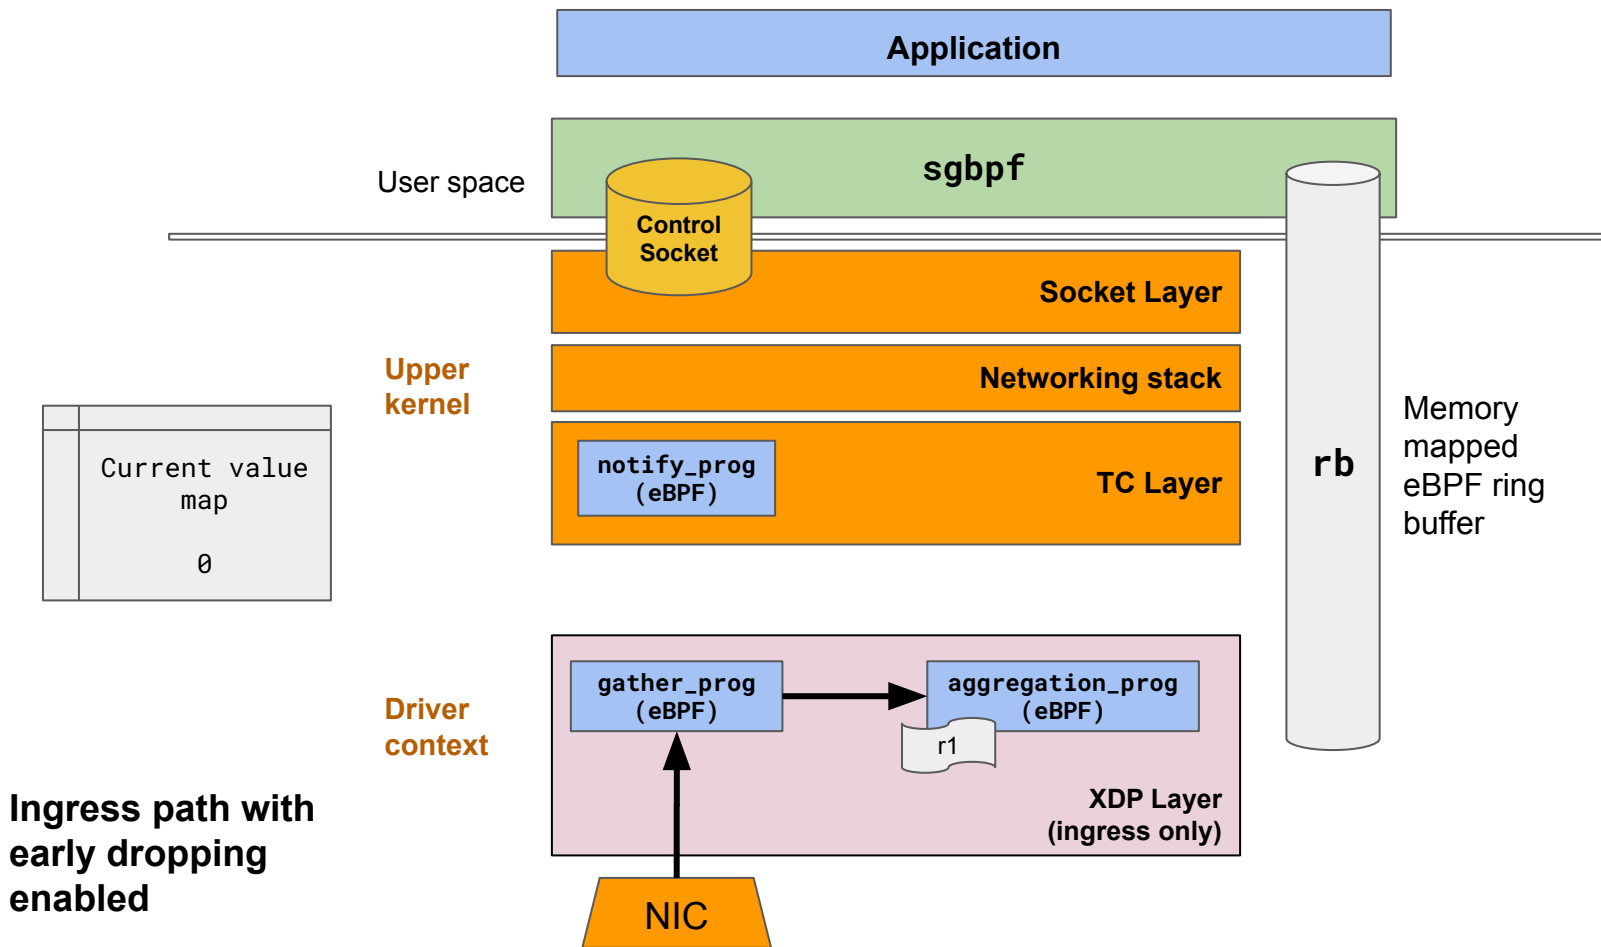 Application
sgbpf
User space
Control
Socket
Socket Layer
Upper
kernel
Networking stack
Current value
map
0
notify_prog
(eBPF)
TC Layer
rb
Memory
mapped
eBPF ring
buffer
Driver
context
gather_prog
(eBPF)
aggregation_prog
(eBPF)
r1
XDP Layer
(ingress only)
Ingress path with
early dropping
enabled
NIC